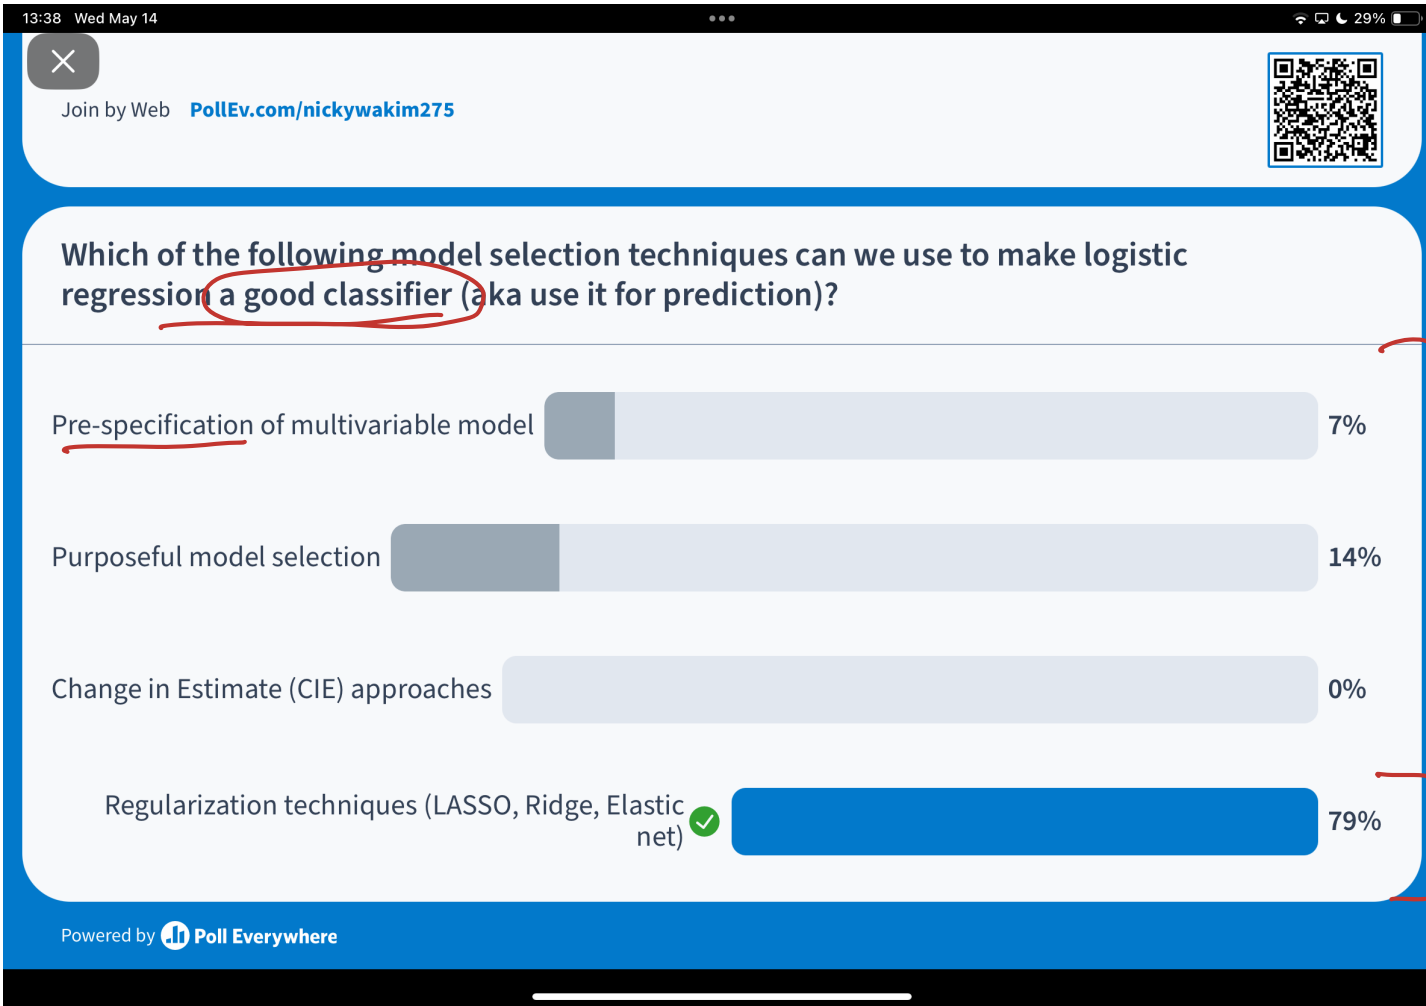 13:38 Wed May 14
29%
Join by Web PollEv.com/nickywakim275
Which of the following model selection techniques can we use to make logistic
regression a good classifier (aka use it for prediction)?
Pre-specification of multivariable model 7%
Purposeful model selection 14%
Change in Estimate (CIE) approaches 0%
Regularization techniques (LASSO, Ridge, Elastic
net) 79%
Powered by Poll Everywhere